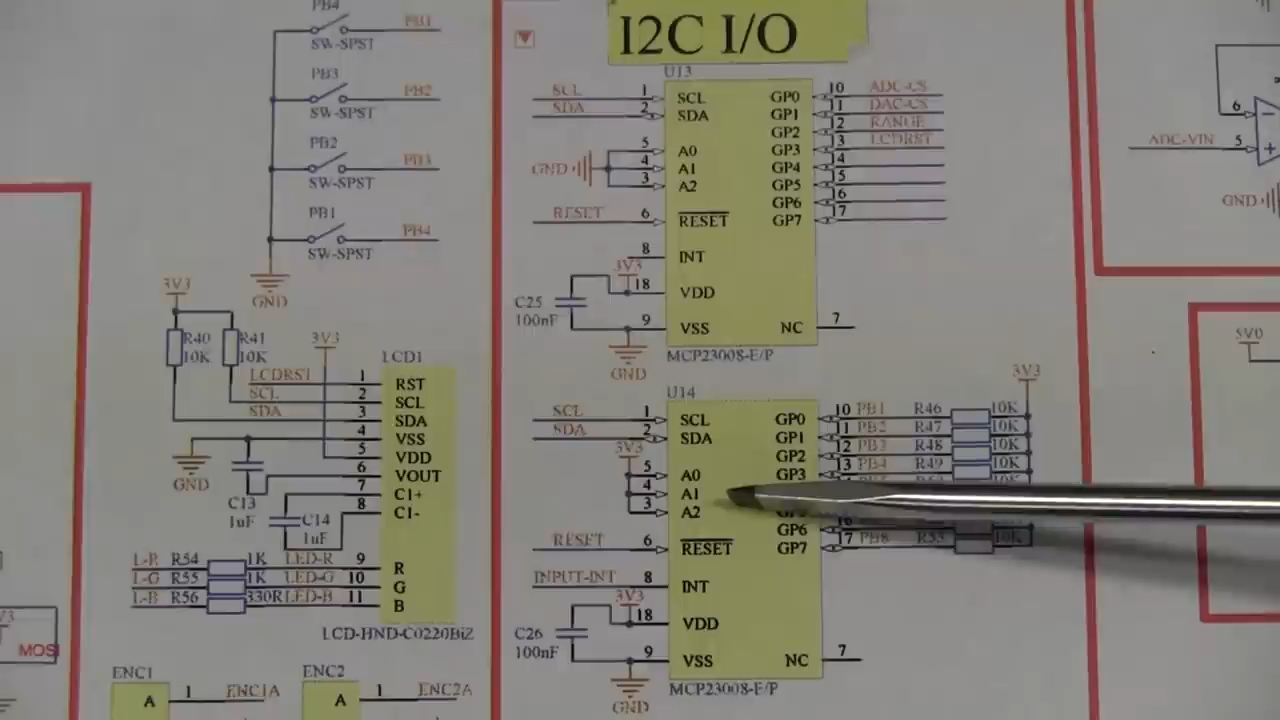 I2C I/O
PB4
PB1
SW-SPST
PB3
PB2
SW-SPST
PB2
PB3
SW-SPST
PB1
PB4
SW-SPST
GND
3V3
R40
10K
R41
10K
3V3
LCD1
LCDRST 1 RST
SCL 2 SCL
SDA 3 SDA
4 VSS
5 VDD
6 VOUT
7 C1+
8 C1-
GND
C13
1uF
C14
1uF
L-R R54 1K LED-R 9 R
L-G R55 1K LED-G 10 G
L-B R56 330R LED-B 11 B
LCD-HND-C0220BiZ
ENC1
A 1 ENC1A
ENC2
A 1 ENC2A
MOSI
U13
SCL 1 SCL GP0 10 ADC-CS
SDA 2 SDA GP1 11 DAC-CS
GP2 12 RANGE
5 A0 GP3 13 LCDRST
GND 4 A1 GP4 14
3 A2 GP5 15
GP6 16
RESET 6 RESET GP7 17
8 INT
3V3
18 VDD
C25
100nF
9 VSS NC 7
GND
MCP23008-E/P
U14
3V3
SCL 1 SCL GP0 10 PB1 R46 10K
SDA 2 SDA GP1 11 PB2 R47 10K
3V3 GP2 12 PB3 R48 10K
5 A0 GP3 13 PB4 R49 10K
4 A1
3 A2
GP6 16
RESET 6 RESET GP7 17 PB8 R53 10K
INPUT-INT 8 INT
3V3
18 VDD
C26
100nF
9 VSS NC 7
GND
MCP23008-E/P
6
ADC-VIN 5
GND
5V0